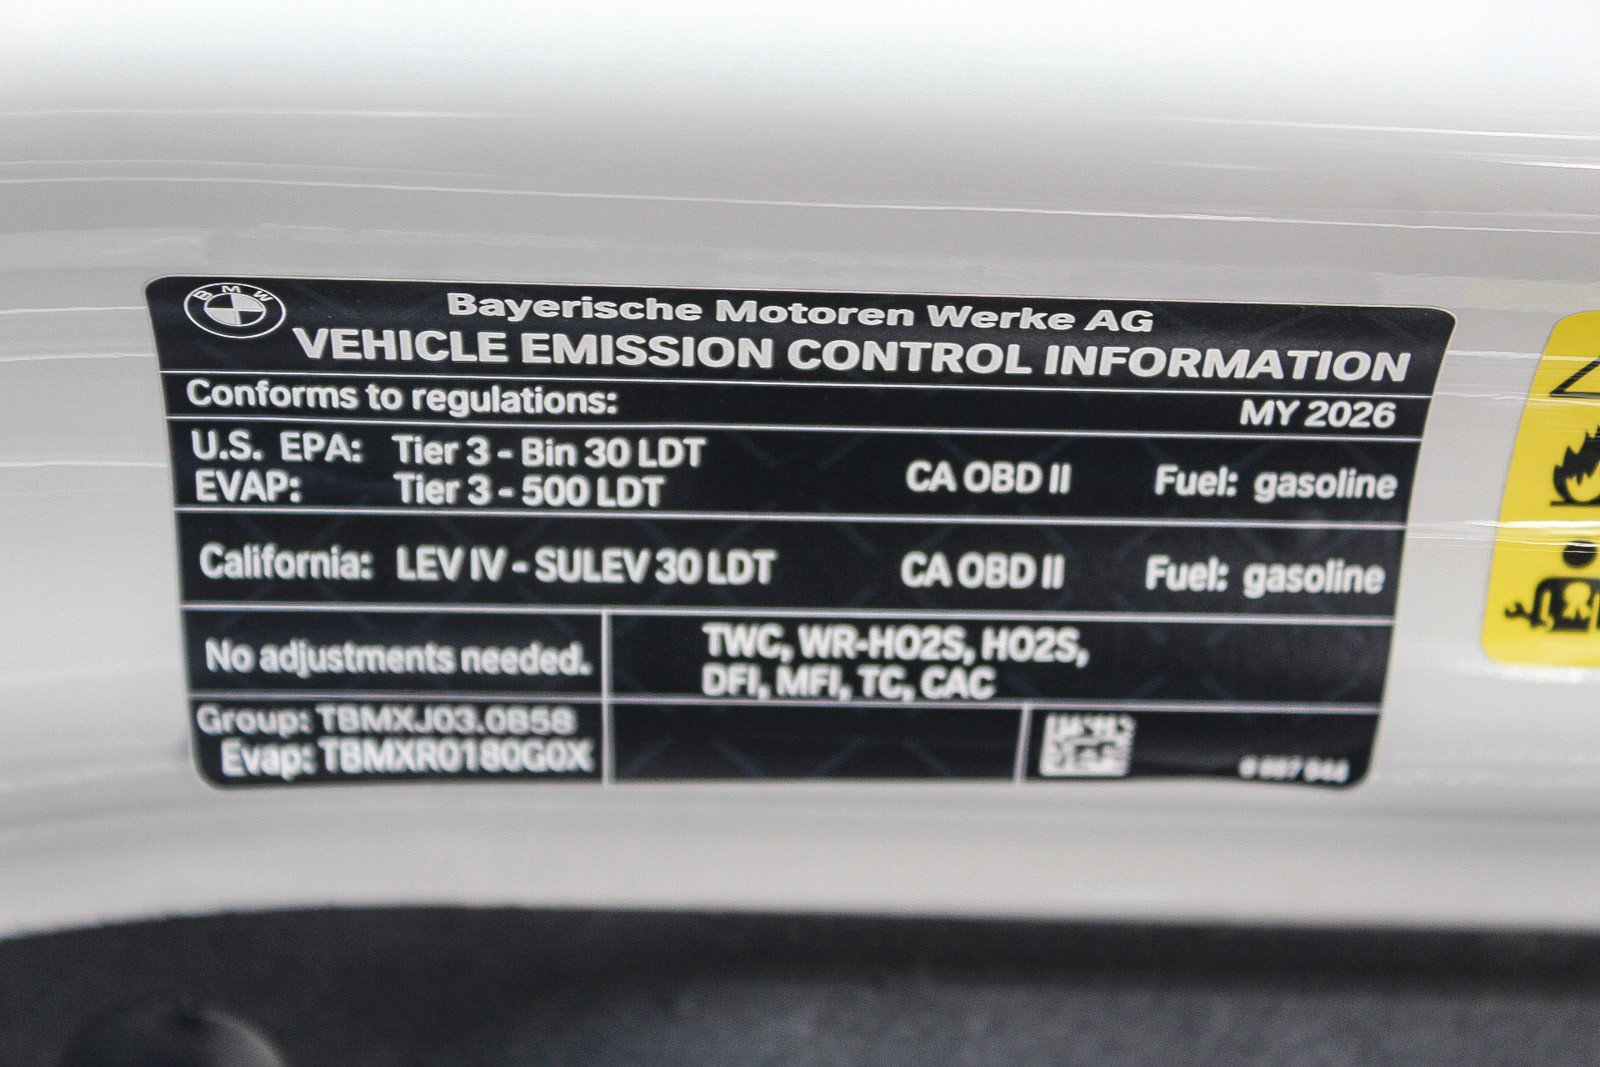 BMW
Bayerische Motoren Werke AG
VEHICLE EMISSION CONTROL INFORMATION
Conforms to regulations:
MY 2026
U.S. EPA: Tier 3 - Bin 30 LDT
EVAP: Tier 3 - 500 LDT
CA OBD II Fuel: gasoline
California: LEV IV - SULEV 30 LDT CA OBD II Fuel: gasoline
No adjustments needed.
TWC, WR-HO2S, HO2S,
DFI, MFI, TC, CAC
Group: TBMXJ03.0B58
Evap: TBMXR0180G0X